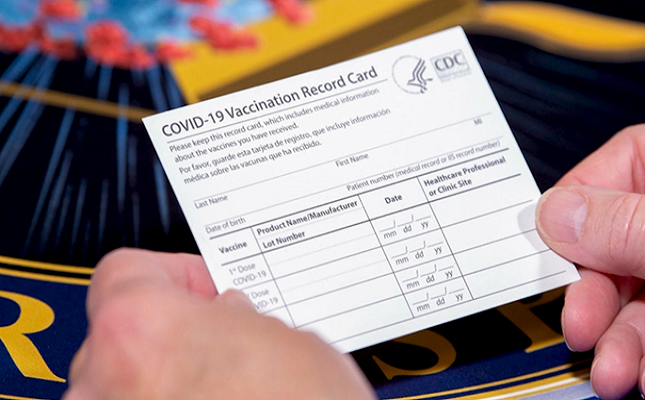 COVID-19 Vaccination Record Card
CDC
Please keep this record card, which includes medical information
about the vaccines you have received.
Por favor, guarde esta tarjeta de registro, que incluye información
médica sobre las vacunas que ha recibido.
Last Name First Name MI
Date of birth Patient number (medical record or IIS record number)
Vaccine Product Name/Manufacturer Date Healthcare Professional
Lot Number or Clinic Site
1st Dose
COVID-19
mm dd yy
Dose
COVID-19
mm dd yy
mm dd yy
mm dd yy